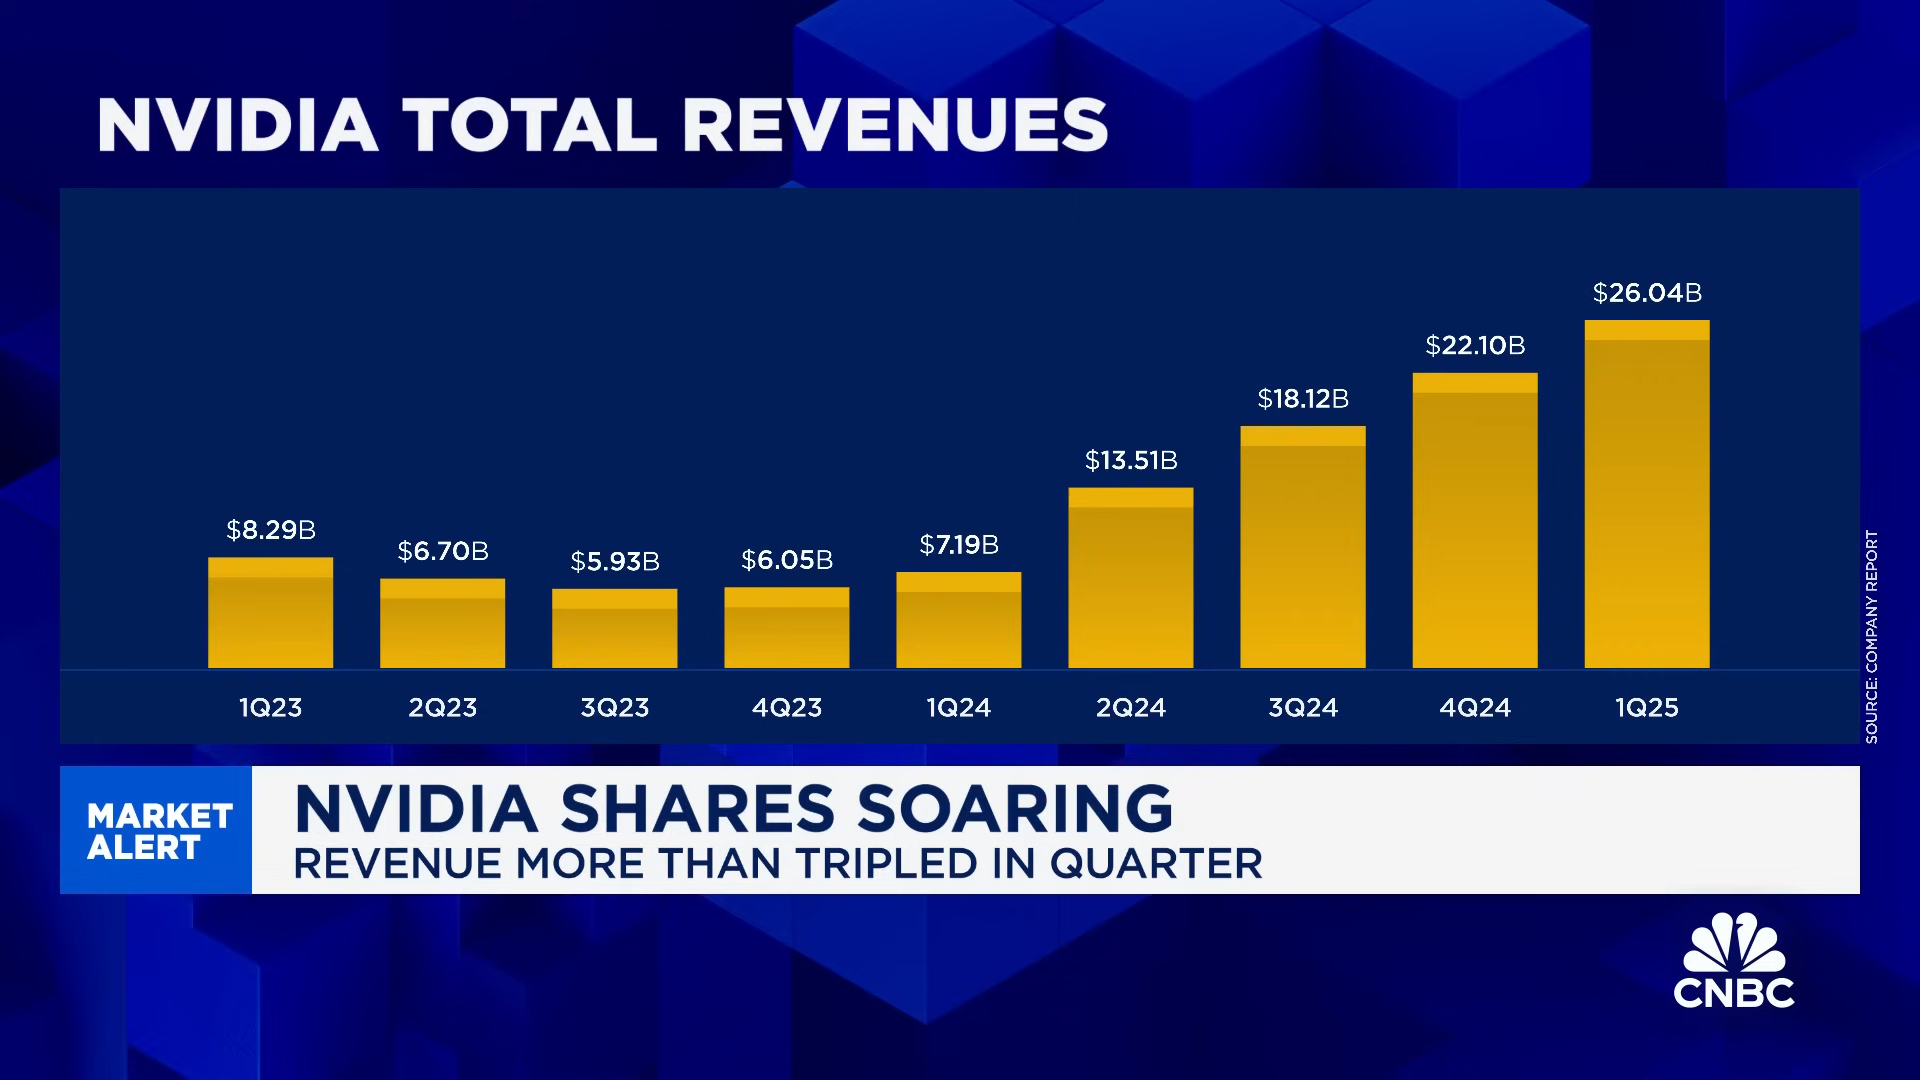 NVIDIA TOTAL REVENUES
$8.29B
$6.70B
$5.93B
$6.05B
$7.19B
$13.51B
$18.12B
$22.10B
$26.04B
1Q23
2Q23
3Q23
4Q23
1Q24
2Q24
3Q24
4Q24
1Q25
SOURCE: COMPANY REPORT
MARKET
ALERT
NVIDIA SHARES SOARING
REVENUE MORE THAN TRIPLED IN QUARTER
CNBC